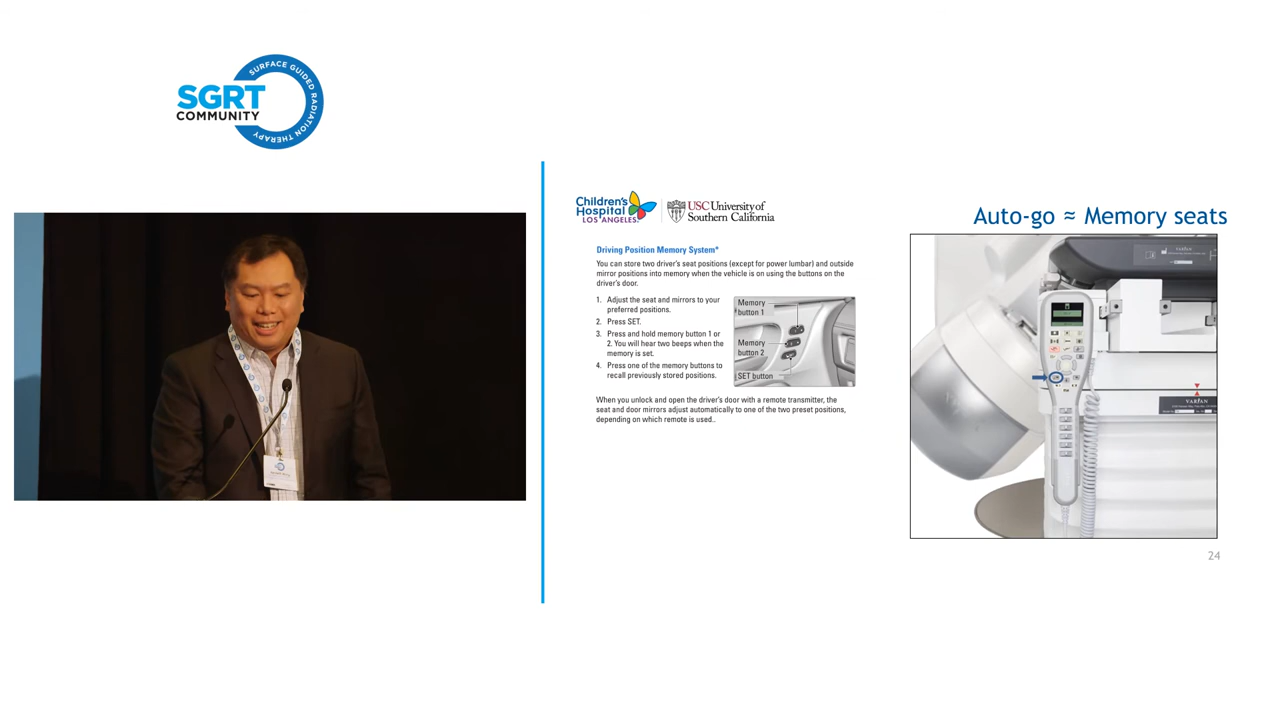 SURFACE GUIDED RADIATION THERAPY
SGRT
COMMUNITY
Children's
Hospital
LOS ANGELES
USC University of
Southern California
Auto-go ≈ Memory seats
Driving Position Memory System*
You can store two driver's seat positions (except for power lumbar) and outside
mirror positions into memory when the vehicle is on using the buttons on the
driver's door.
1. Adjust the seat and mirrors to your
preferred positions.
2. Press SET.
3. Press and hold memory button 1 or
2. You will hear two beeps when the
memory is set.
4. Press one of the memory buttons to
recall previously stored positions.
Memory
button 1
Memory
button 2
SET button
When you unlock and open the driver's door with a remote transmitter, the
seat and door mirrors adjust automatically to one of the two preset positions,
depending on which remote is used..
VARIAN
24